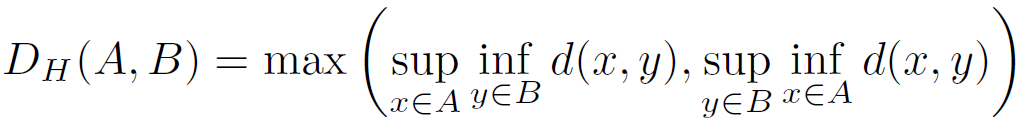 D_H(A, B) = max ( sup_{x∈A} inf_{y∈B} d(x, y), sup_{y∈B} inf_{x∈A} d(x, y) )